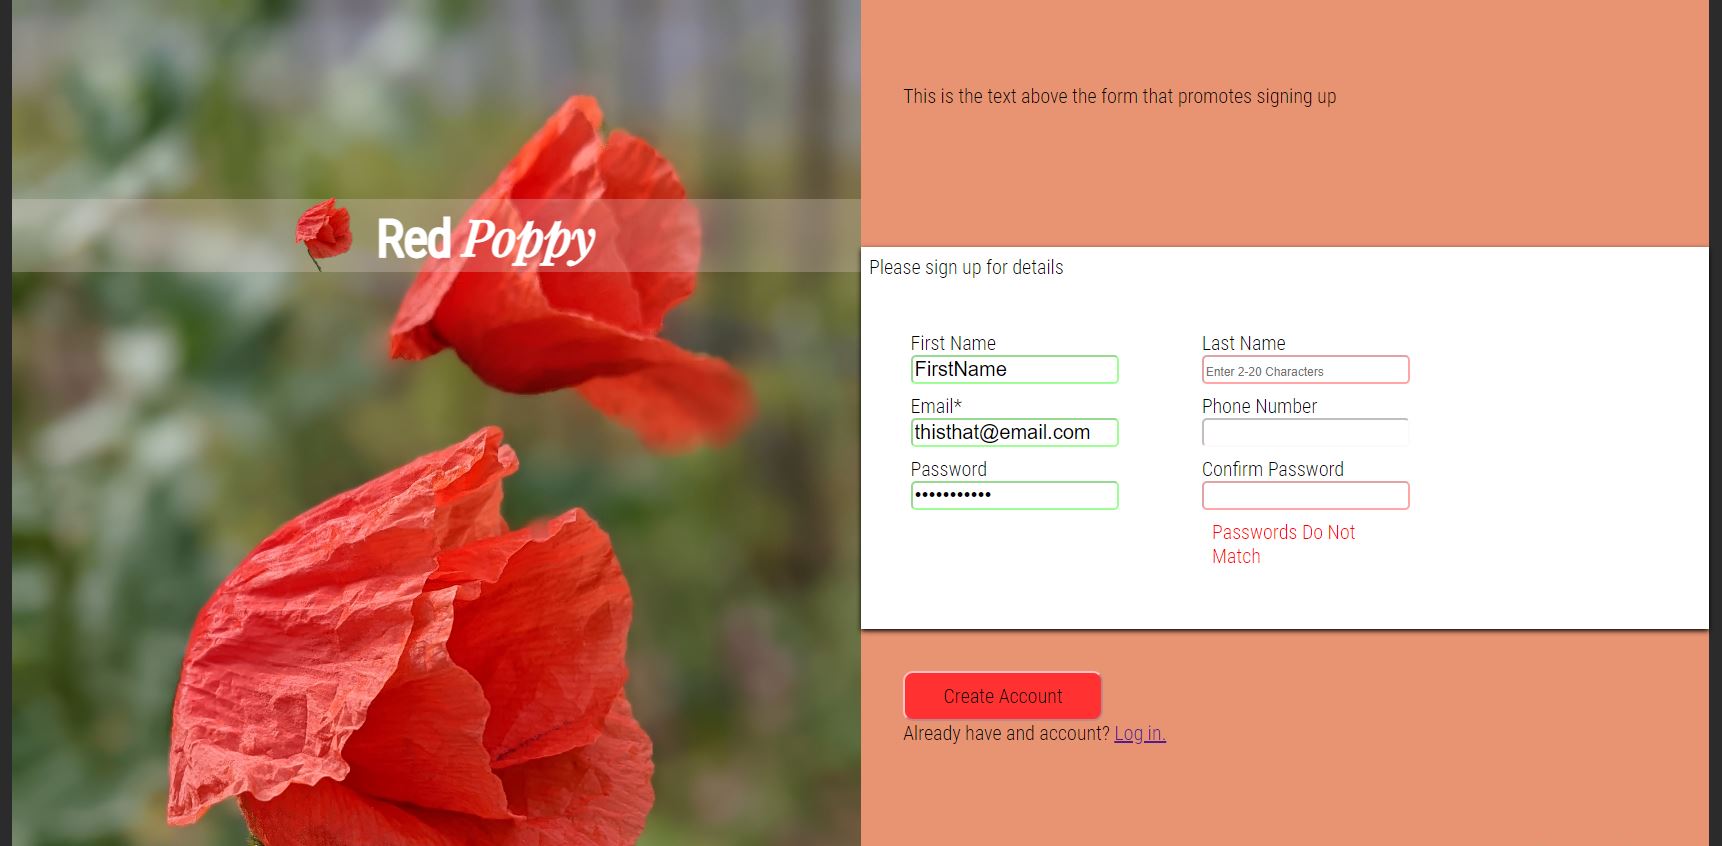 Red Poppy
This is the text above the form that promotes signing up
Please sign up for details
First Name
FirstName
Last Name
Enter 2-20 Characters
Email*
thisthat@email.com
Phone Number
Password
•••••••••••
Confirm Password
Passwords Do Not
Match
Create Account
Already have and account? Log in.